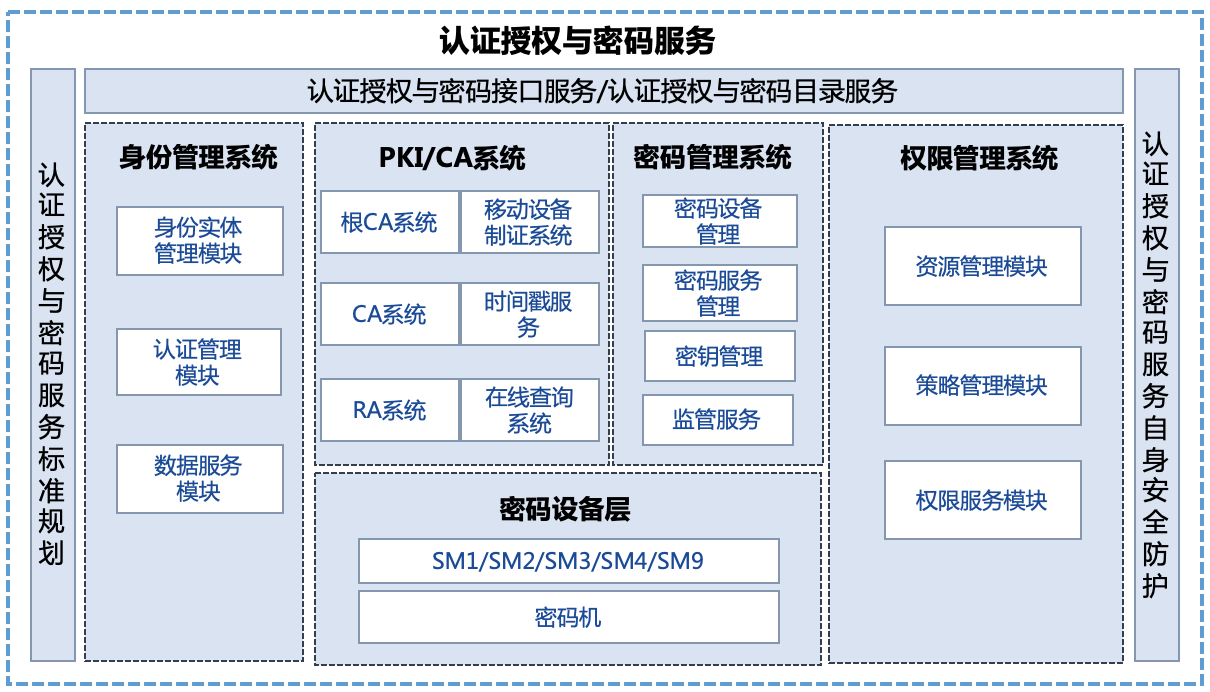 认证授权与密码服务
认证授权与密码接口服务/认证授权与密码目录服务
认证授权与密码服务标准规划
身份管理系统
身份实体
管理模块
认证管理
模块
数据服务
模块
PKI/CA系统
根CA系统
移动设备
制证系统
CA系统
时间戳服
务
RA系统
在线查询
系统
密码管理系统
密码设备
管理
密码服务
管理
密钥管理
监管服务
密码设备层
SM1/SM2/SM3/SM4/SM9
密码机
权限管理系统
资源管理模块
策略管理模块
权限服务模块
认证授权与密码服务自身安全防护